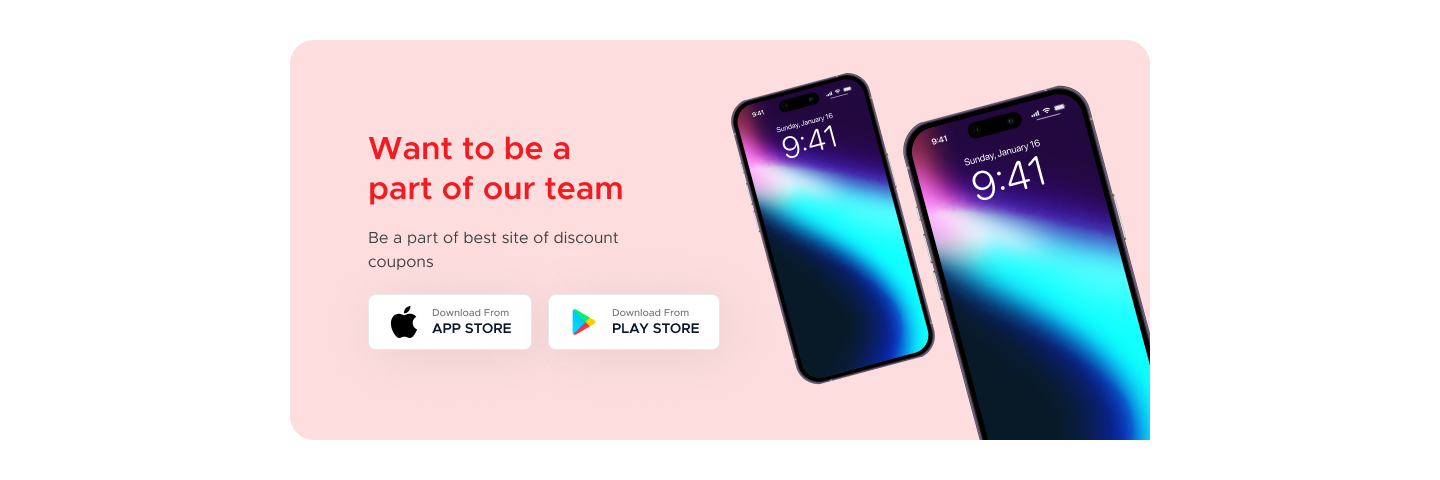 Want to be a
part of our team
Be a part of best site of discount
coupons
Download From
APP STORE
Download From
PLAY STORE
9:41
Sunday, January 16
9:41
9:41
Sunday, January 16
9:41